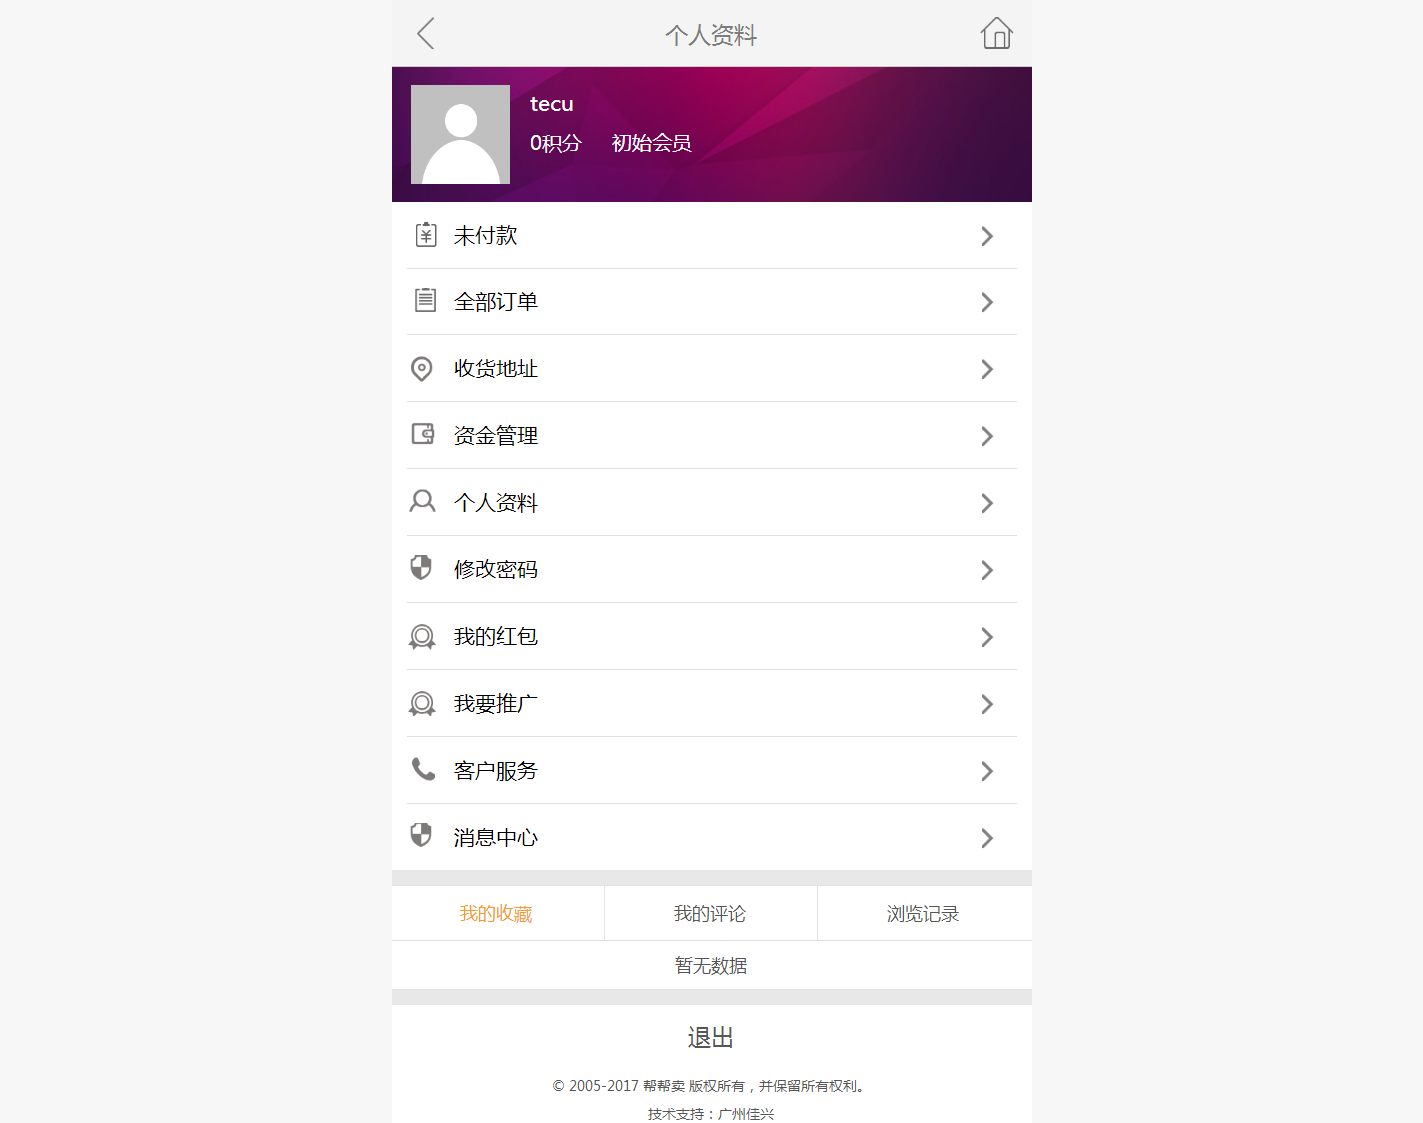 个人资料
tecu
0积分 初始会员
未付款
全部订单
收货地址
资金管理
个人资料
修改密码
我的红包
我要推广
客户服务
消息中心
我的收藏 我的评论 浏览记录
暂无数据
退出
© 2005-2017 帮帮卖 版权所有，并保留所有权利。
技术支持：广州佳兴